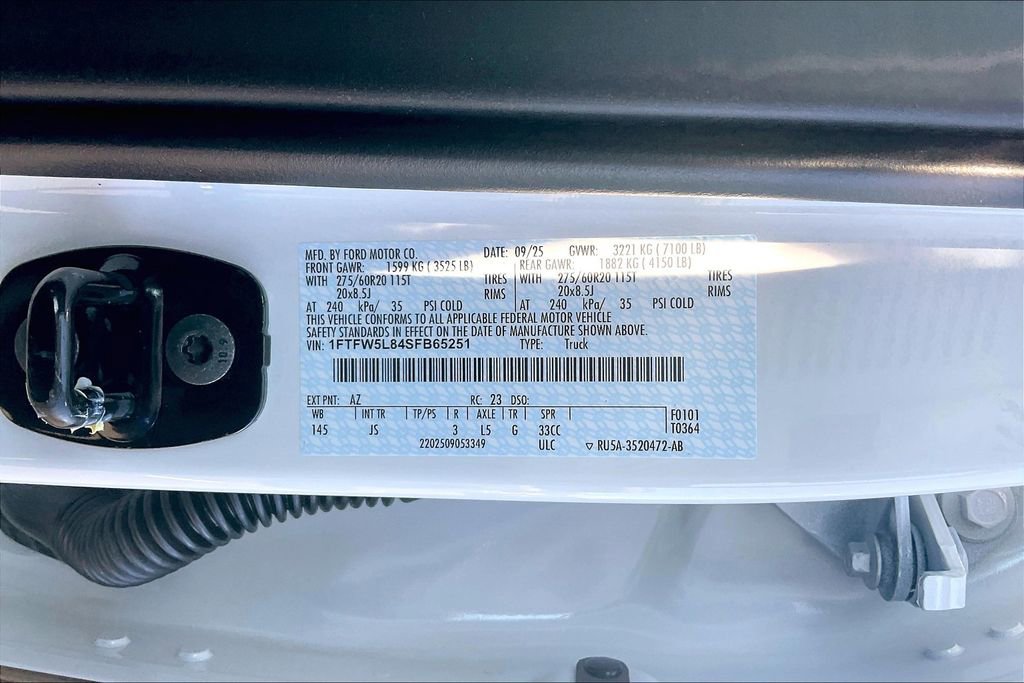 MFD. BY FORD MOTOR CO. DATE: 09/25 GVWR: 3221 KG ( 7100 LB)
FRONT GAWR: 1599 KG ( 3525 LB) REAR GAWR: 1882 KG ( 4150 LB)
WITH 275/60R20 115T TIRES WITH 275/60R20 115T TIRES
20x8.5J RIMS 20x8.5J RIMS
AT 240 kPa/ 35 PSI COLD AT 240 kPa/ 35 PSI COLD
THIS VEHICLE CONFORMS TO ALL APPLICABLE FEDERAL MOTOR VEHICLE
SAFETY STANDARDS IN EFFECT ON THE DATE OF MANUFACTURE SHOWN ABOVE.
VIN: 1FTFW5L84SFB65251 TYPE: Truck
EXT PNT: AZ RC: 23 DSO:
WB INT TR TP/PS R AXLE TR SPR F0101
145 JS 3 L5 G 33CC T0364
2202509053349 ULC RU5A-3520472-AB
10.9